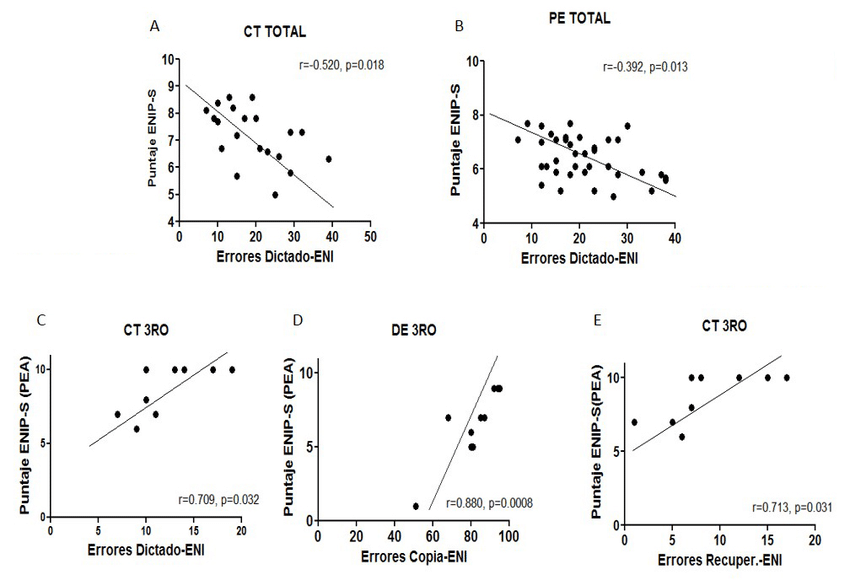 A
CT TOTAL
r=-0.520, p=0.018
Puntaje ENIP-S
10
9
8
7
6
5
4
0 10 20 30 40 50
Errores Dictado-ENI
B
PE TOTAL
r=-0.392, p=0.013
Puntaje ENIP-S
10
8
6
4
0 10 20 30 40
Errores Dictado-ENI
C
CT 3RO
Puntaje ENIP-S (PEA)
10
5
0
r=0.709, p=0.032
0 5 10 15 20
Errores Dictado-ENI
D
DE 3RO
Puntaje ENIP-S (PEA)
10
5
0
r=0.880, p=0.0008
0 20 40 60 80 100
Errores Copia-ENI
E
CT 3RO
Puntaje ENIP-S(PEA)
10
5
0
r=0.713, p=0.031
0 5 10 15 20
Errores Recuper.-ENI